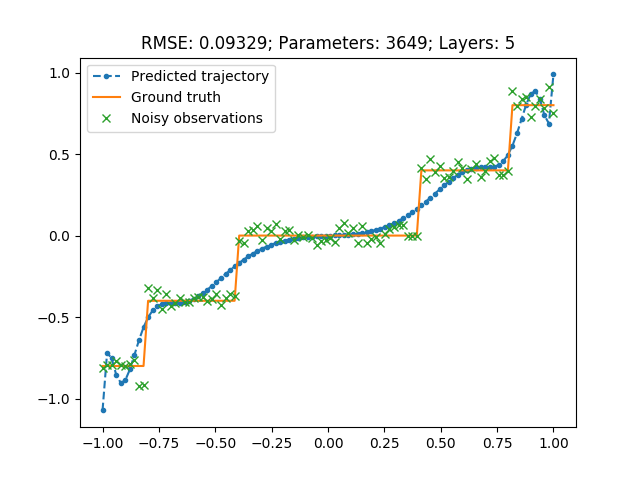 RMSE: 0.09329; Parameters: 3649; Layers: 5
Predicted trajectory
Ground truth
Noisy observations
1.0
0.5
0.0
−0.5
−1.0
−1.00 −0.75 −0.50 −0.25 0.00 0.25 0.50 0.75 1.00